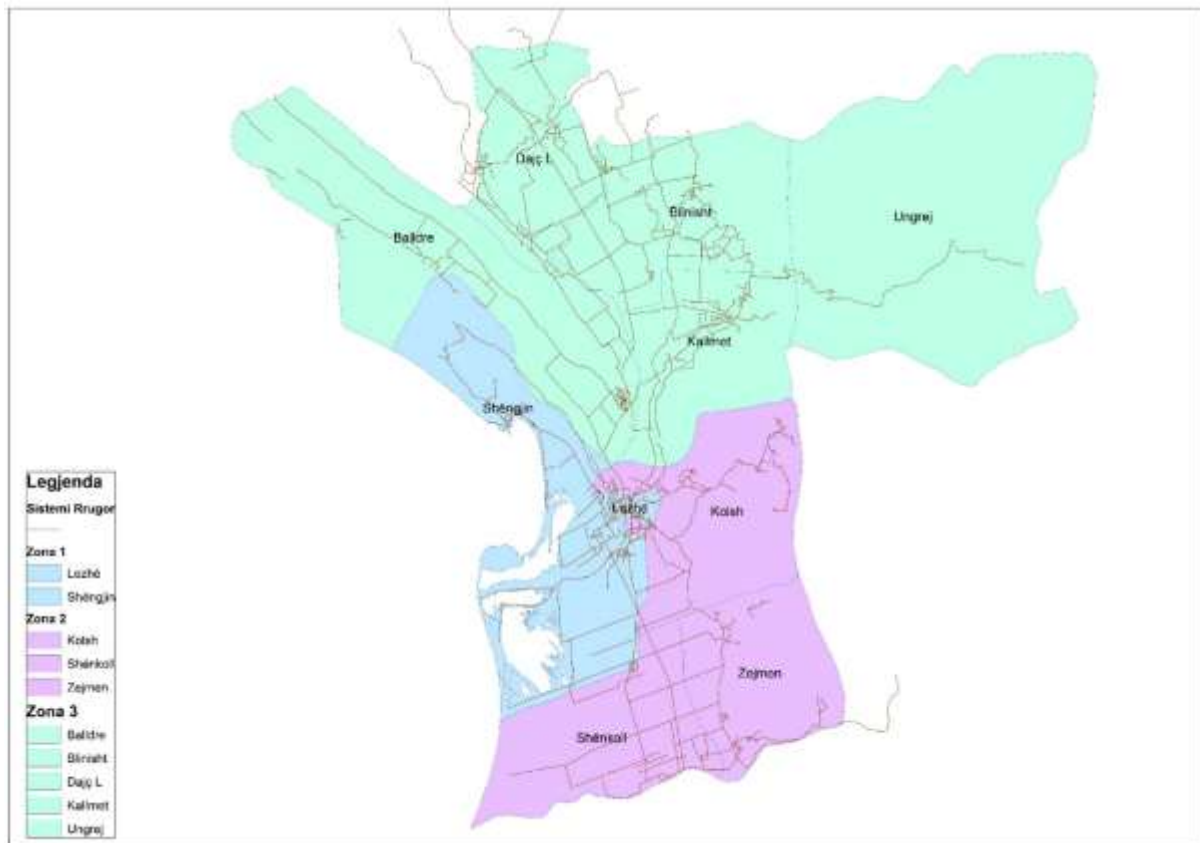 Dajç L
Blinisht
Ungrej
Balldre
Kallmet
Shëngjin
Lezhë
Kolsh
Zejmen
Shënkoll
Legjenda
Sistemi Rrugor
Zona 1
Lezhë
Shëngjin
Zona 2
Kolsh
Shënkoll
Zejmen
Zona 3
Balldre
Blinisht
Dajç L
Kallmet
Ungrej